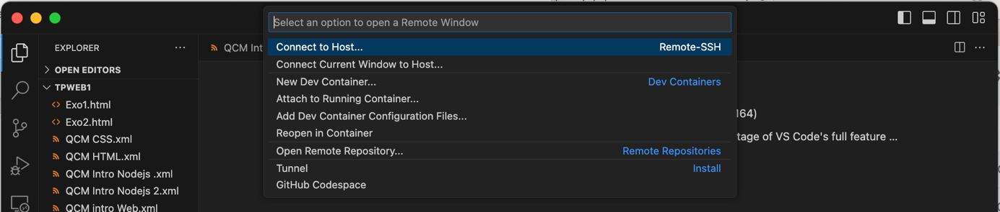 Select an option to open a Remote Window
EXPLORER
QCM Intro
OPEN EDITORS
TPWEB1
Exo1.html
Exo2.html
QCM CSS.xml
QCM HTML.xml
QCM Intro Nodejs .xml
QCM Intro Nodejs 2.xml
QCM intro Web.xml
Connect to Host... Remote-SSH
Connect Current Window to Host...
New Dev Container... Dev Containers
Attach to Running Container...
Add Dev Container Configuration Files...
Reopen in Container
Open Remote Repository... Remote Repositories
Tunnel Install
GitHub Codespace
164)
tage of VS Code's full feature ...